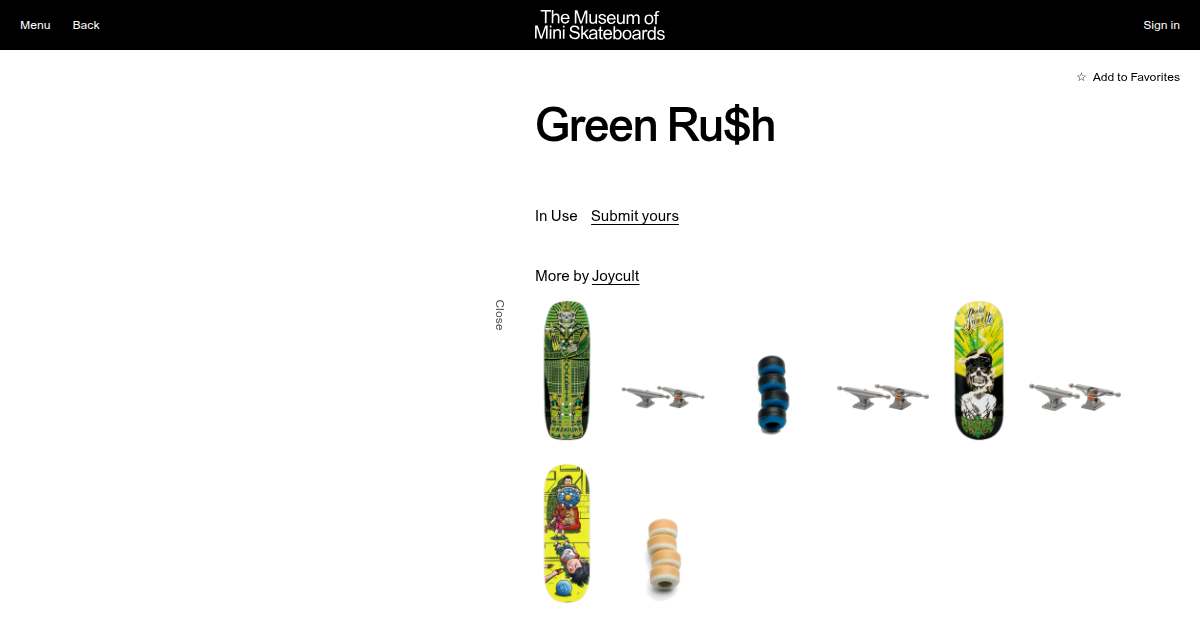 Menu
Back
The Museum of
Mini Skateboards
Sign in
☆ Add to Favorites
Green Ru$h
In Use
Submit yours
More by Joycult
Close